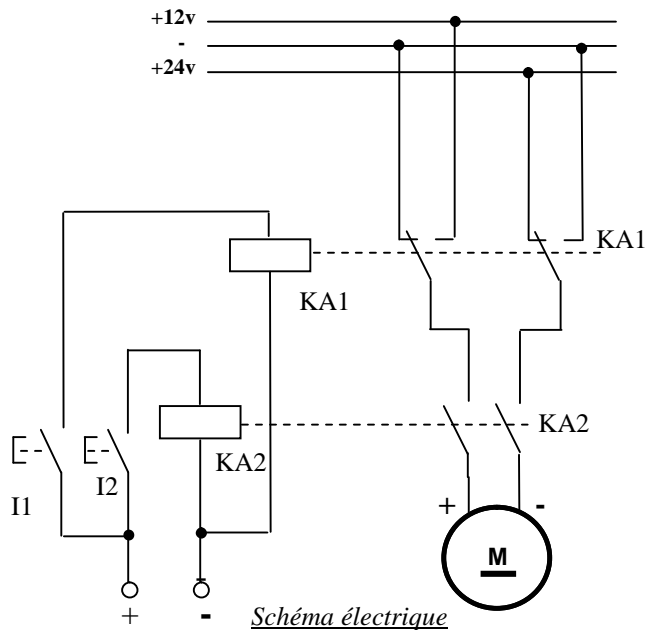 +12v
-
+24v
KA1
KA1
KA2
KA2
I1
I2
+ -
M
+ -
Schéma électrique